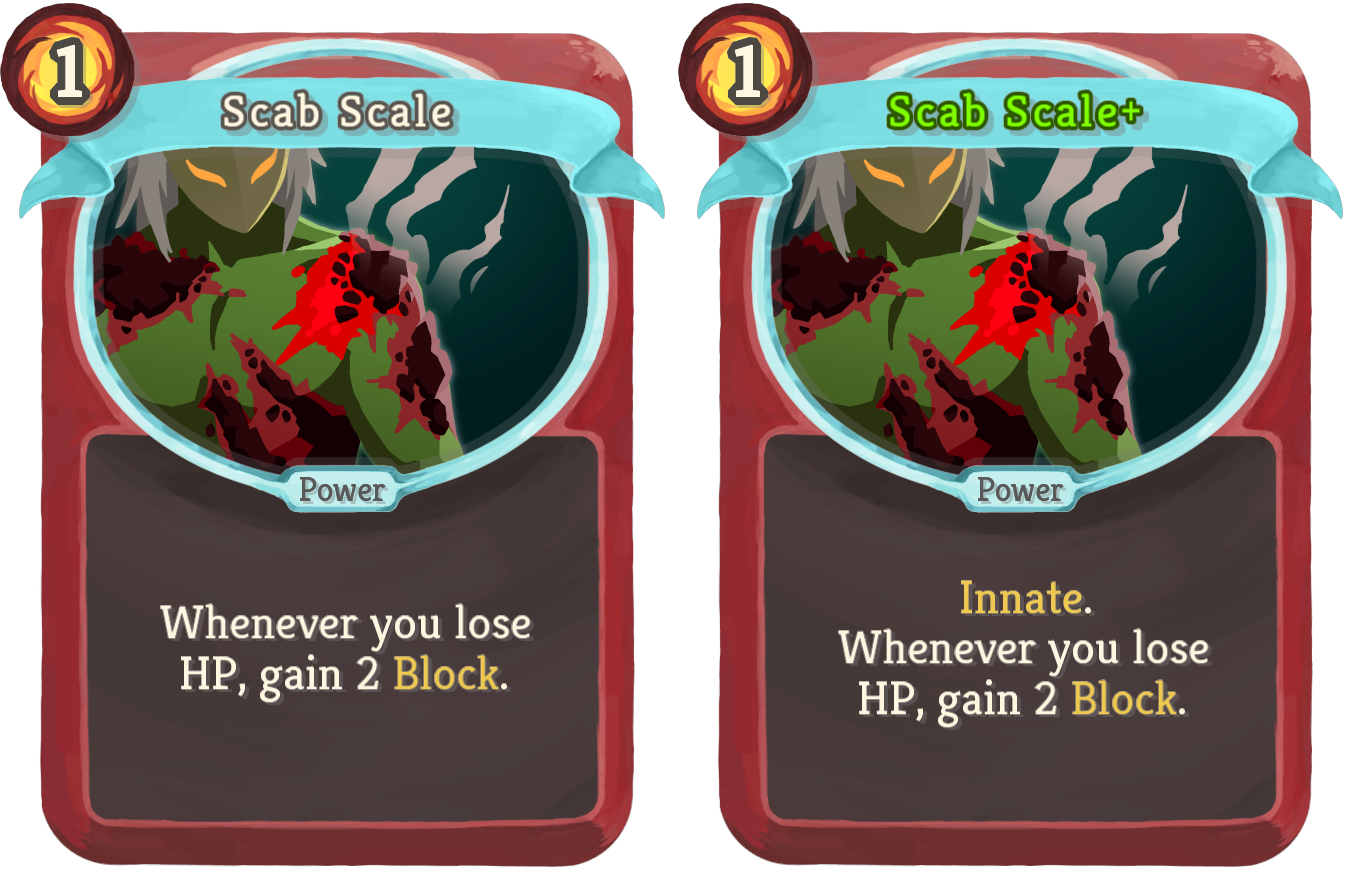 1
Scab Scale
Power
Whenever you lose
HP, gain 2 Block.
1
Scab Scale+
Power
Innate.
Whenever you lose
HP, gain 2 Block.